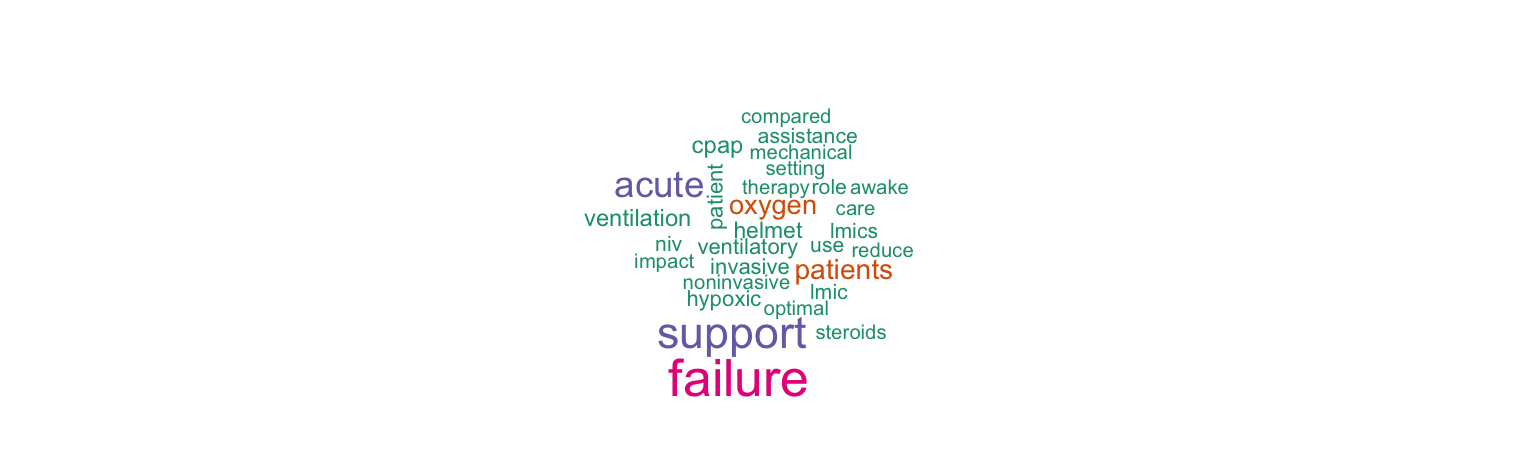 compared
assistance
cpap
mechanical
setting
acute
patient
therapy role awake
oxygen
care
ventilation
helmet
lmics
niv
ventilatory
use
reduce
impact
invasive
patients
noninvasive
lmic
hypoxic
optimal
support
steroids
failure